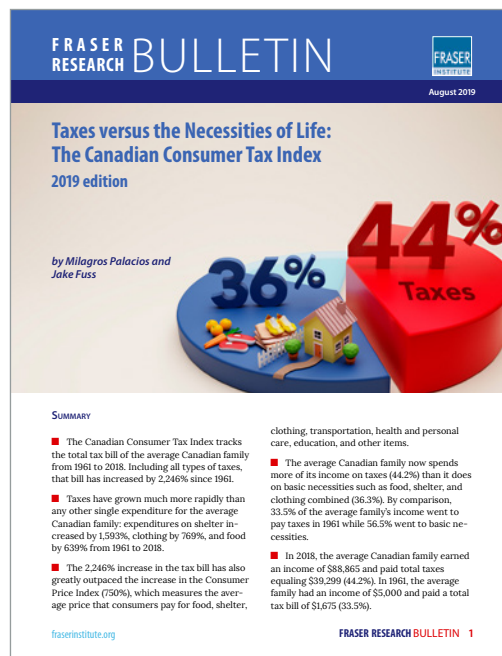 FRASER
RESEARCH BULLETIN
FRASER
INSTITUTE
August 2019
Taxes versus the Necessities of Life:
The Canadian Consumer Tax Index
2019 edition
by Milagros Palacios and
Jake Fuss
36%
44%
Taxes
Summary
■ The Canadian Consumer Tax Index tracks
the total tax bill of the average Canadian family
from 1961 to 2018. Including all types of taxes,
that bill has increased by 2,246% since 1961.
■ Taxes have grown much more rapidly than
any other single expenditure for the average
Canadian family: expenditures on shelter in-
creased by 1,593%, clothing by 769%, and food
by 639% from 1961 to 2018.
■ The 2,246% increase in the tax bill has also
greatly outpaced the increase in the Consumer
Price Index (750%), which measures the aver-
age price that consumers pay for food, shelter,
clothing, transportation, health and personal
care, education, and other items.
■ The average Canadian family now spends
more of its income on taxes (44.2%) than it does
on basic necessities such as food, shelter, and
clothing combined (36.3%). By comparison,
33.5% of the average family's income went to
pay taxes in 1961 while 56.5% went to basic ne-
cessities.
■ In 2018, the average Canadian family earned
an income of $88,865 and paid total taxes
equaling $39,299 (44.2%). In 1961, the average
family had an income of $5,000 and paid a total
tax bill of $1,675 (33.5%).
fraserinstitute.org
FRASER RESEARCH BULLETIN 1